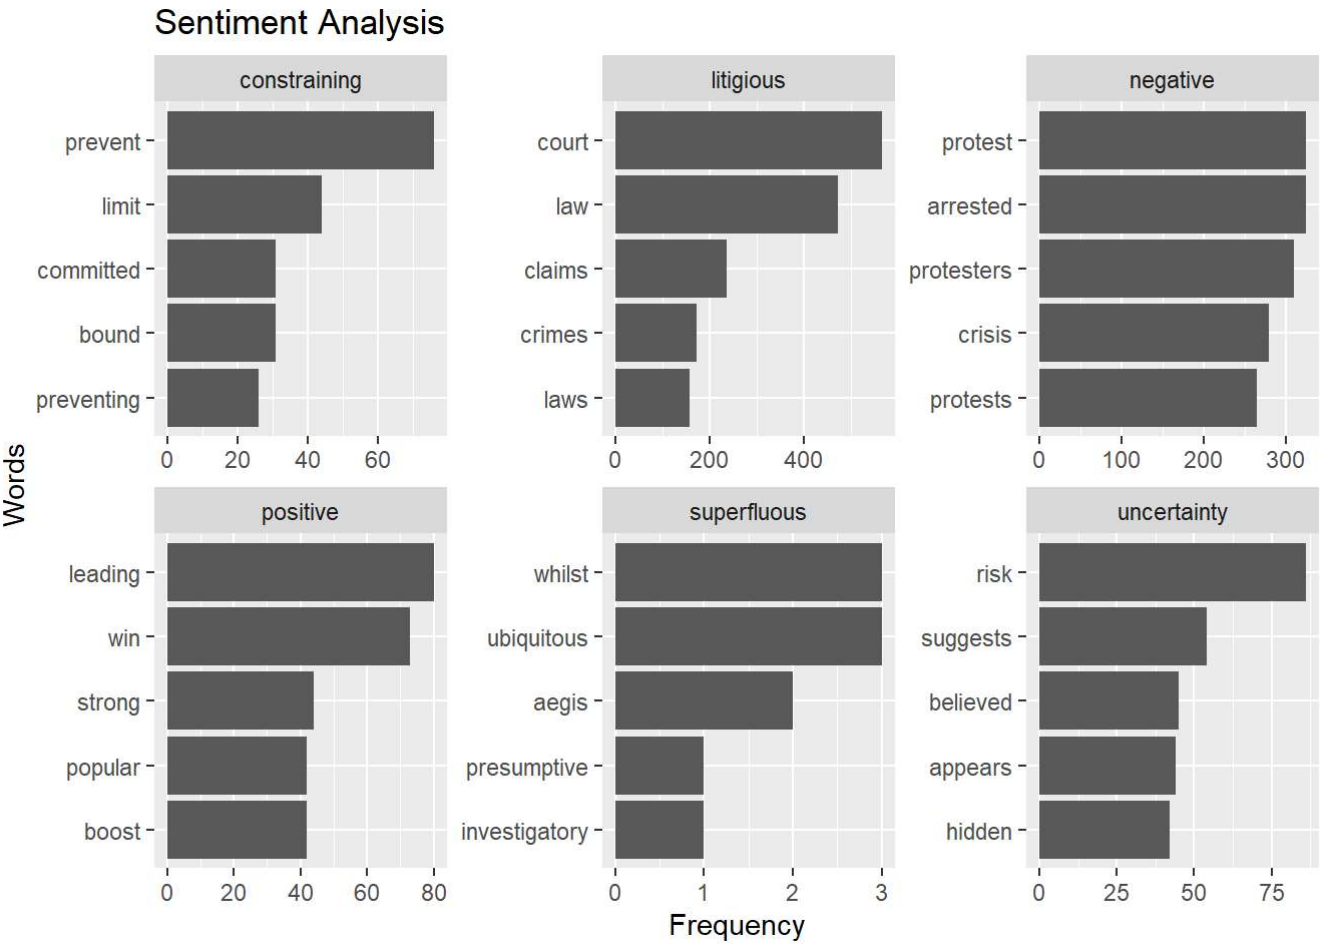 Sentiment Analysis
constraining
prevent
limit
committed
bound
preventing
0 20 40 60
litigious
court
law
claims
crimes
laws
0 200 400
negative
protest
arrested
protesters
crisis
protests
0 100 200 300
Words
positive
leading
win
strong
popular
boost
0 20 40 60 80
superfluous
whilst
ubiquitous
aegis
presumptive
investigatory
0 1 2 3
uncertainty
risk
suggests
believed
appears
hidden
0 25 50 75
Frequency